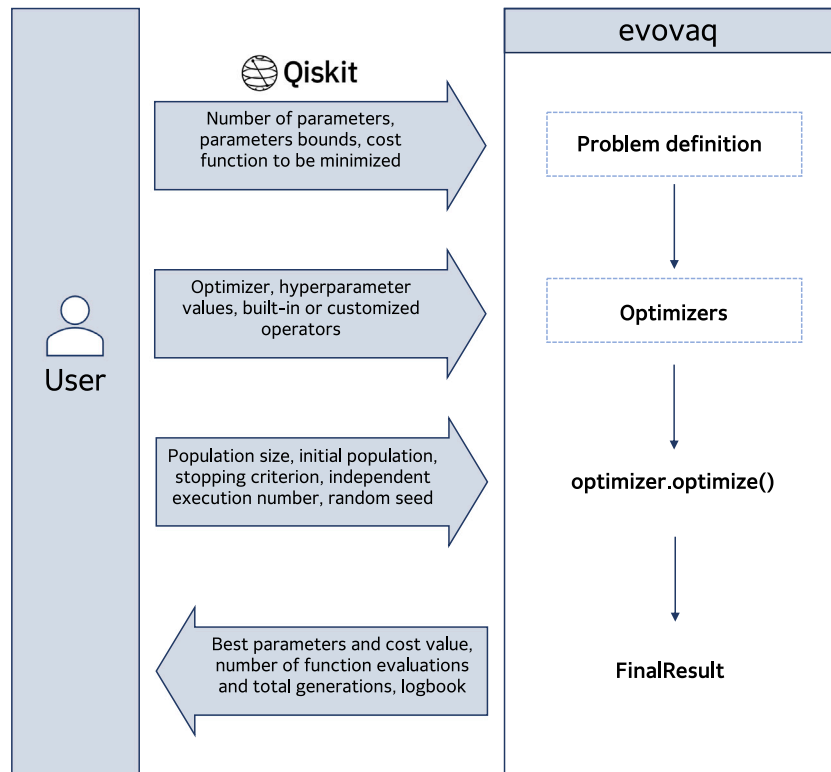 evovaq
Qiskit
Number of parameters,
parameters bounds, cost
function to be minimized
Problem definition
Optimizer, hyperparameter
values, built-in or customized
operators
Optimizers
User
Population size, initial population,
stopping criterion, independent
execution number, random seed
optimizer.optimize()
Best parameters and cost value,
number of function evaluations
and total generations, logbook
FinalResult